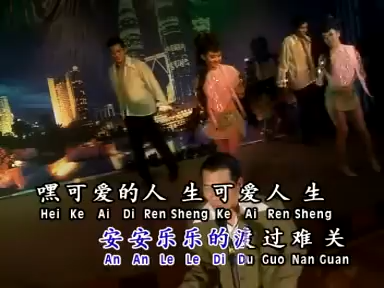 嘿可爱的人 生可爱人 生
Hei Ke Ai Di Ren Sheng Ke Ai Ren Sheng
安安乐乐的渡过难 关
An An Le Le Di Du Guo Nan Guan